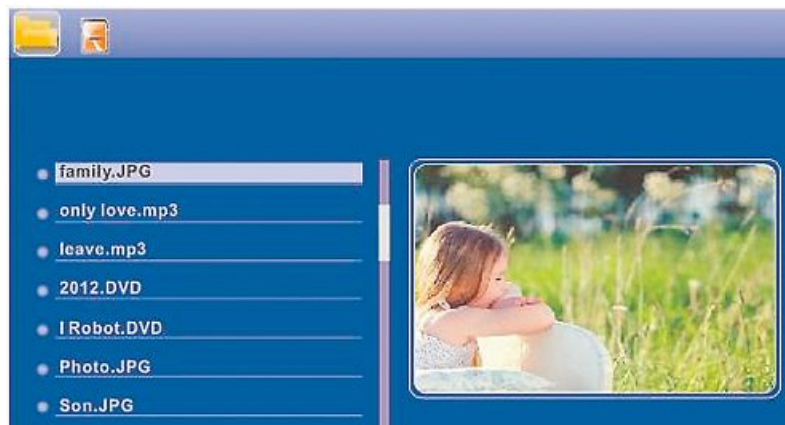 family.JPG
only love.mp3
leave.mp3
2012.DVD
I Robot.DVD
Photo.JPG
Son.JPG